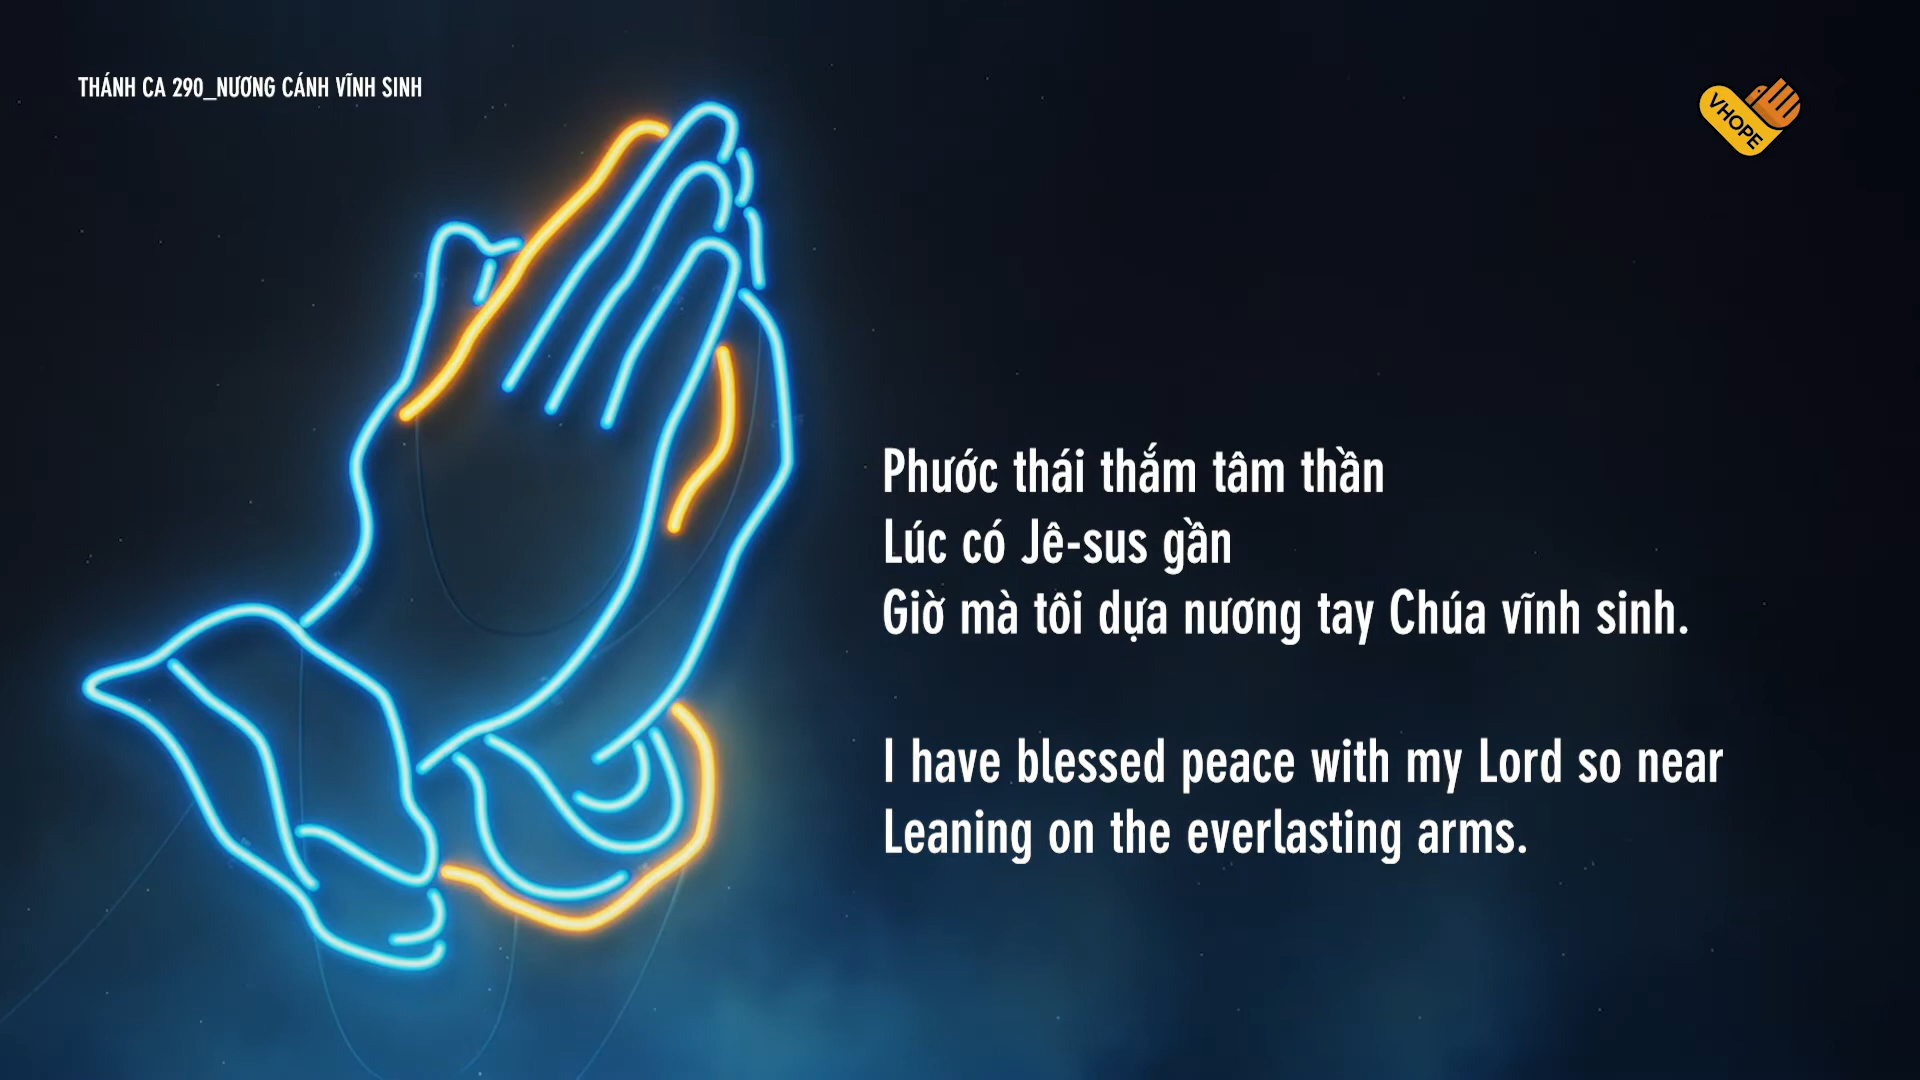 THÁNH CA 290_NƯƠNG CÁNH VĨNH SINH
VHOPE
Phước thái thắm tâm thần
Lúc có Jê-sus gần
Giờ mà tôi dựa nương tay Chúa vĩnh sinh.
I have blessed peace with my Lord so near
Leaning on the everlasting arms.